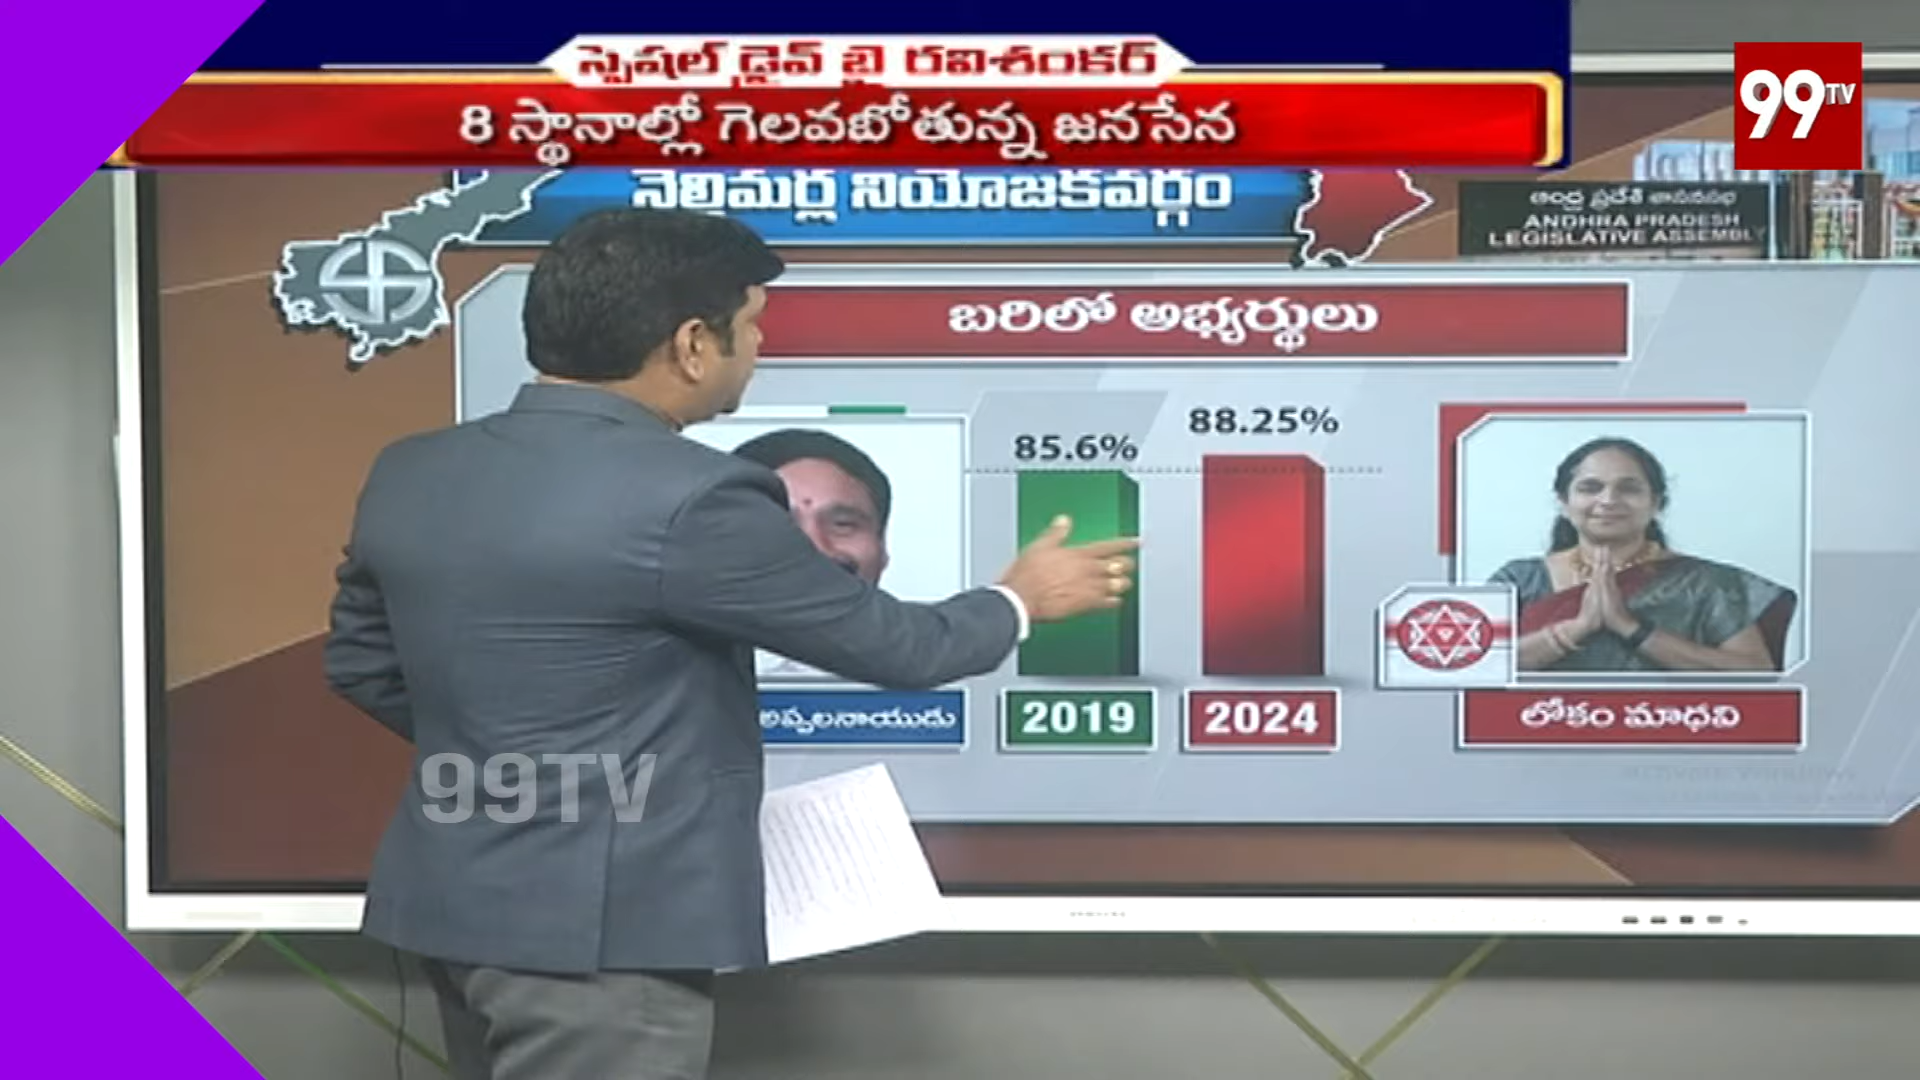 స్పెషల్ డ్రైవ్ బై రవిశంకర్
99TV
8 స్థానాల్లో గెలవబోతున్న జనసేన
నెల్లిమర్ల నియోజకవర్గం
ఆంధ్ర ప్రదేశ్ శాసనసభ
ANDHRA PRADESH
LEGISLATIVE ASSEMBLY
బరిలో అభ్యర్థులు
85.6%
88.25%
అప్పలనాయుడు
2019
2024
లోకం మాధవి
99TV